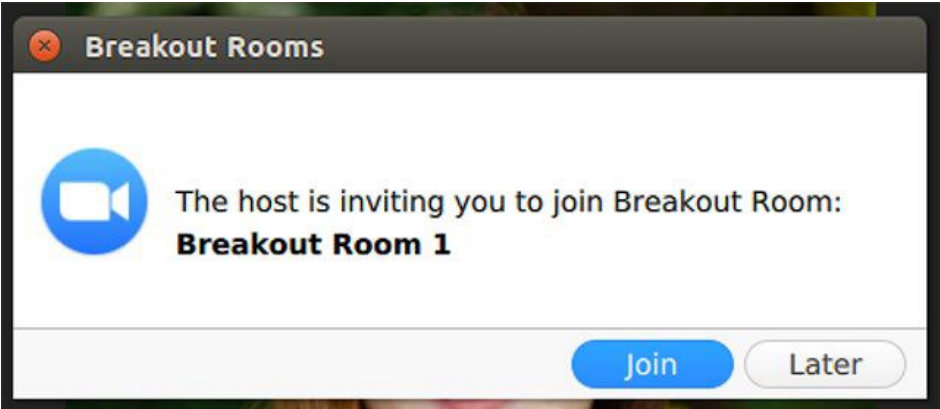 Breakout Rooms
The host is inviting you to join Breakout Room:
Breakout Room 1
Join
Later